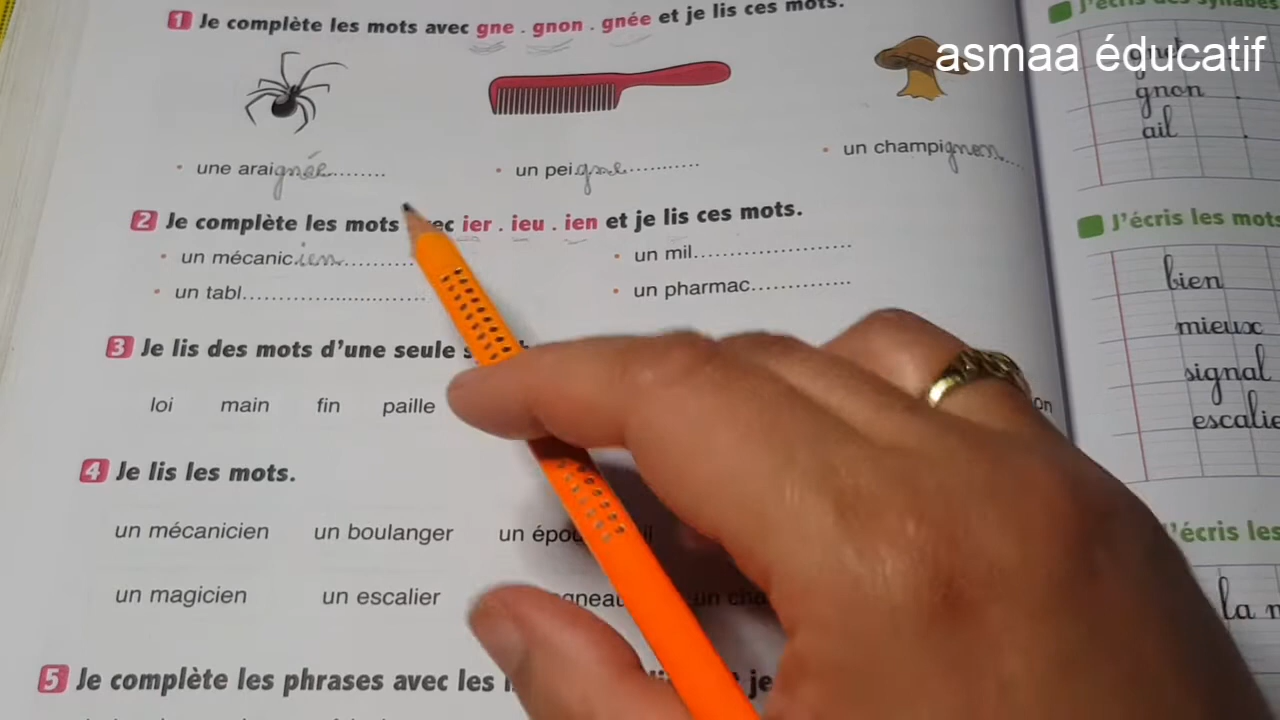 1 Je complète les mots avec gne . gnon . gnée et je lis ces mots.
asmaa éducatif
• une araignée..........
• un peigne............
• un champignon.....
2 Je complète les mots avec ier . ieu . ien et je lis ces mots.
• un mécanicien..........
• un mil......................
• un tabl..........................
• un pharmac..............
3 Je lis des mots d'une seule
loi main fin paille
4 Je lis les mots.
un mécanicien un boulanger un
un magicien un escalier
5 Je complète les phrases avec les
je
gnon
ail
J'écris les mots
bien
mieux
signal
les
la